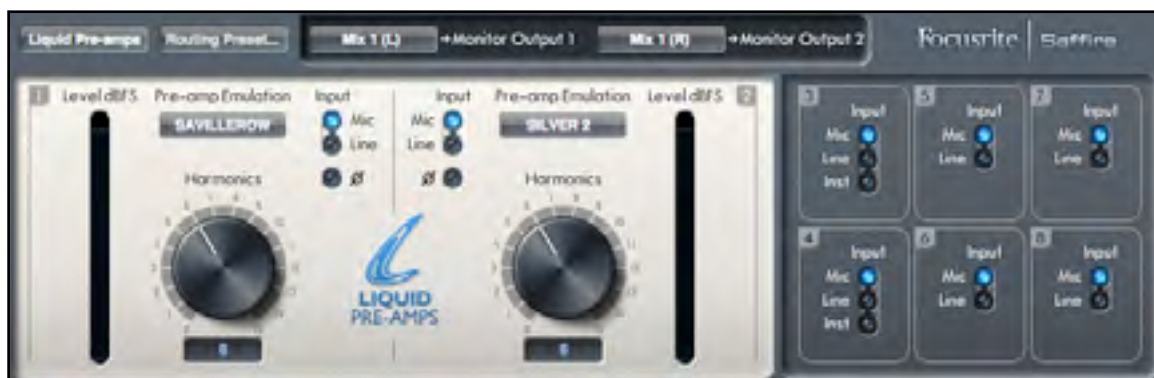 Liquid Pre-amps Routing Preset... Mix 1 (L) →Monitor Output 1 Mix 1 (R) →Monitor Output 2 Focusrite Saffire
1 Level dBFS Pre-amp Emulation Input Input Pre-amp Emulation Level dBFS 2
SAVILLEROW Mic Mic SILVER 2
Line Line
Ø Ø
Harmonics Harmonics
LIQUID
PRE-AMPS
3 Input
Mic
Line
Inst
5 Input
Mic
Line
7 Input
Mic
Line
4 Input
Mic
Line
Inst
6 Input
Mic
Line
8 Input
Mic
Line